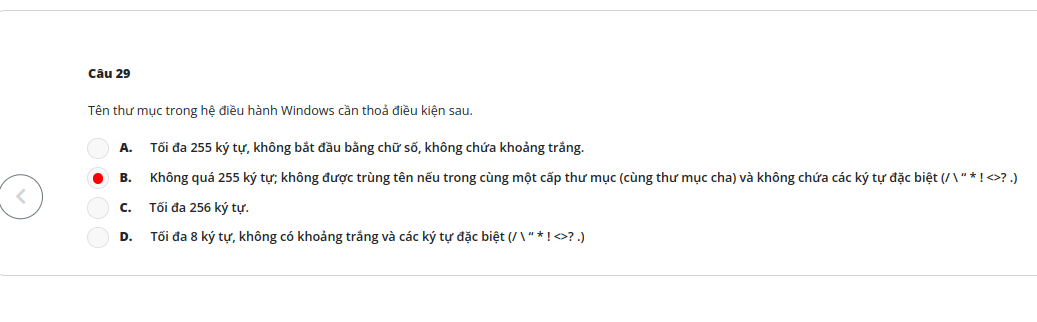 Câu 29
Tên thư mục trong hệ điều hành Windows cần thoả điều kiện sau.
A. Tối đa 255 ký tự, không bắt đầu bằng chữ số, không chứa khoảng trắng.
B. Không quá 255 ký tự; không được trùng tên nếu trong cùng một cấp thư mục (cùng thư mục cha) và không chứa các ký tự đặc biệt (/ \ “ * ! <>? .)
C. Tối đa 256 ký tự.
D. Tối đa 8 ký tự, không có khoảng trắng và các ký tự đặc biệt (/ \ “ * ! <>? .)